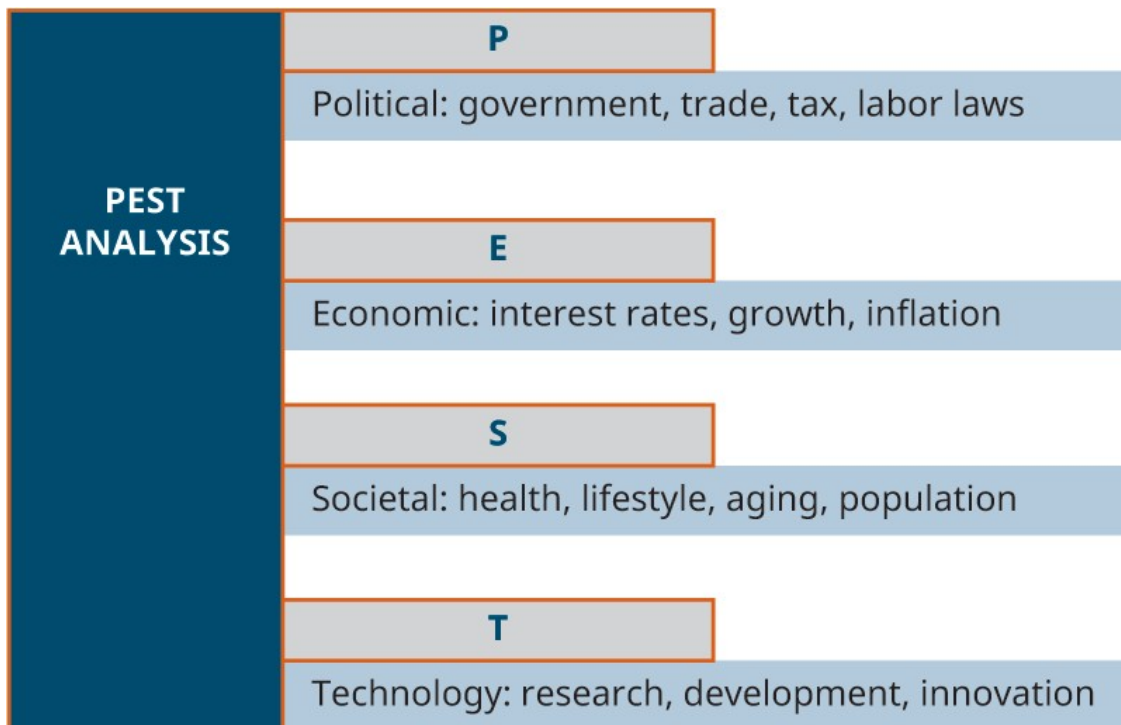 PEST
ANALYSIS
P
Political: government, trade, tax, labor laws
E
Economic: interest rates, growth, inflation
S
Societal: health, lifestyle, aging, population
T
Technology: research, development, innovation